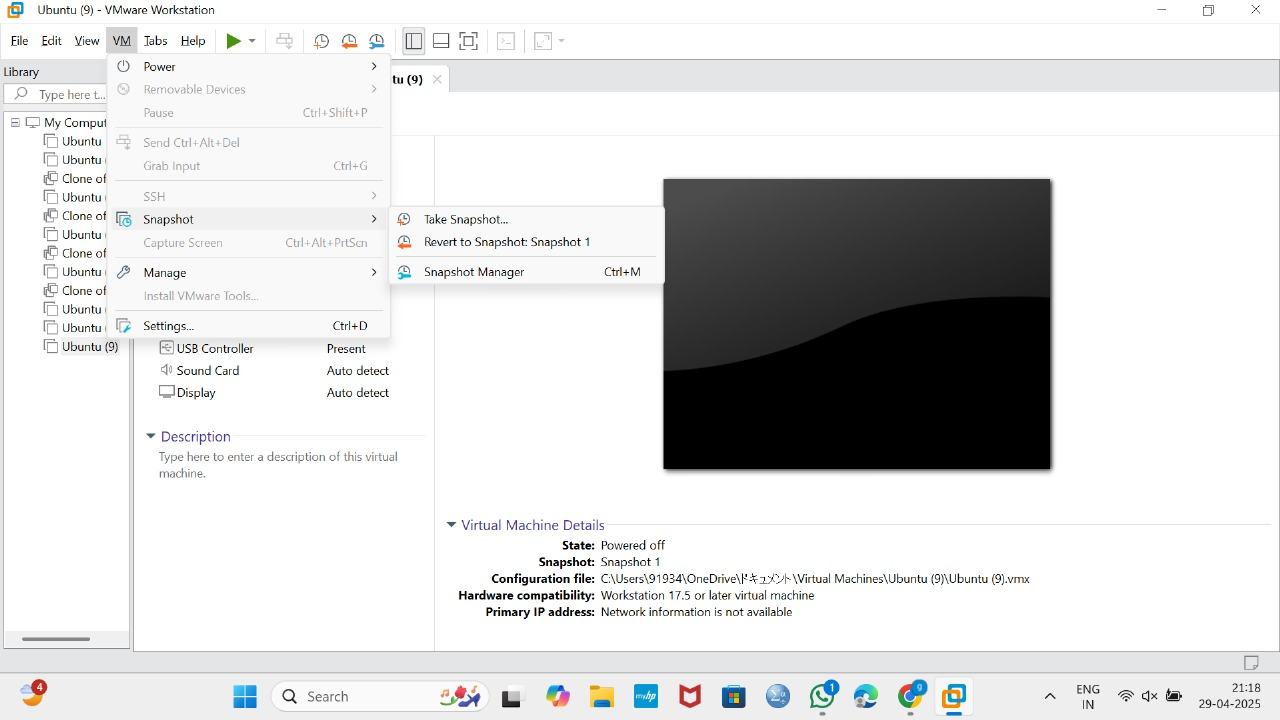 Ubuntu (9) - VMware Workstation
File Edit View VM Tabs Help
Library
Type here t...
tu (9)
My Comput
Ubuntu
Ubuntu (
Clone of
Ubuntu (
Clone of
Ubuntu (
Clone of
Ubuntu (
Clone of
Ubuntu (
Ubuntu (
Ubuntu (9)
Power
Removable Devices
Pause Ctrl+Shift+P
Send Ctrl+Alt+Del
Grab Input Ctrl+G
SSH
Snapshot
Capture Screen Ctrl+Alt+PrtScn
Manage
Install VMware Tools...
Settings... Ctrl+D
Take Snapshot...
Revert to Snapshot: Snapshot 1
Snapshot Manager Ctrl+M
USB Controller Present
Sound Card Auto detect
Display Auto detect
Description
Type here to enter a description of this virtual
machine.
Virtual Machine Details
State: Powered off
Snapshot: Snapshot 1
Configuration file: C:\Users\91934\OneDrive\ドキュメント\Virtual Machines\Ubuntu (9)\Ubuntu (9).vmx
Hardware compatibility: Workstation 17.5 or later virtual machine
Primary IP address: Network information is not available
4
Search
myhp
1
g
ENG
IN
21:18
29-04-2025